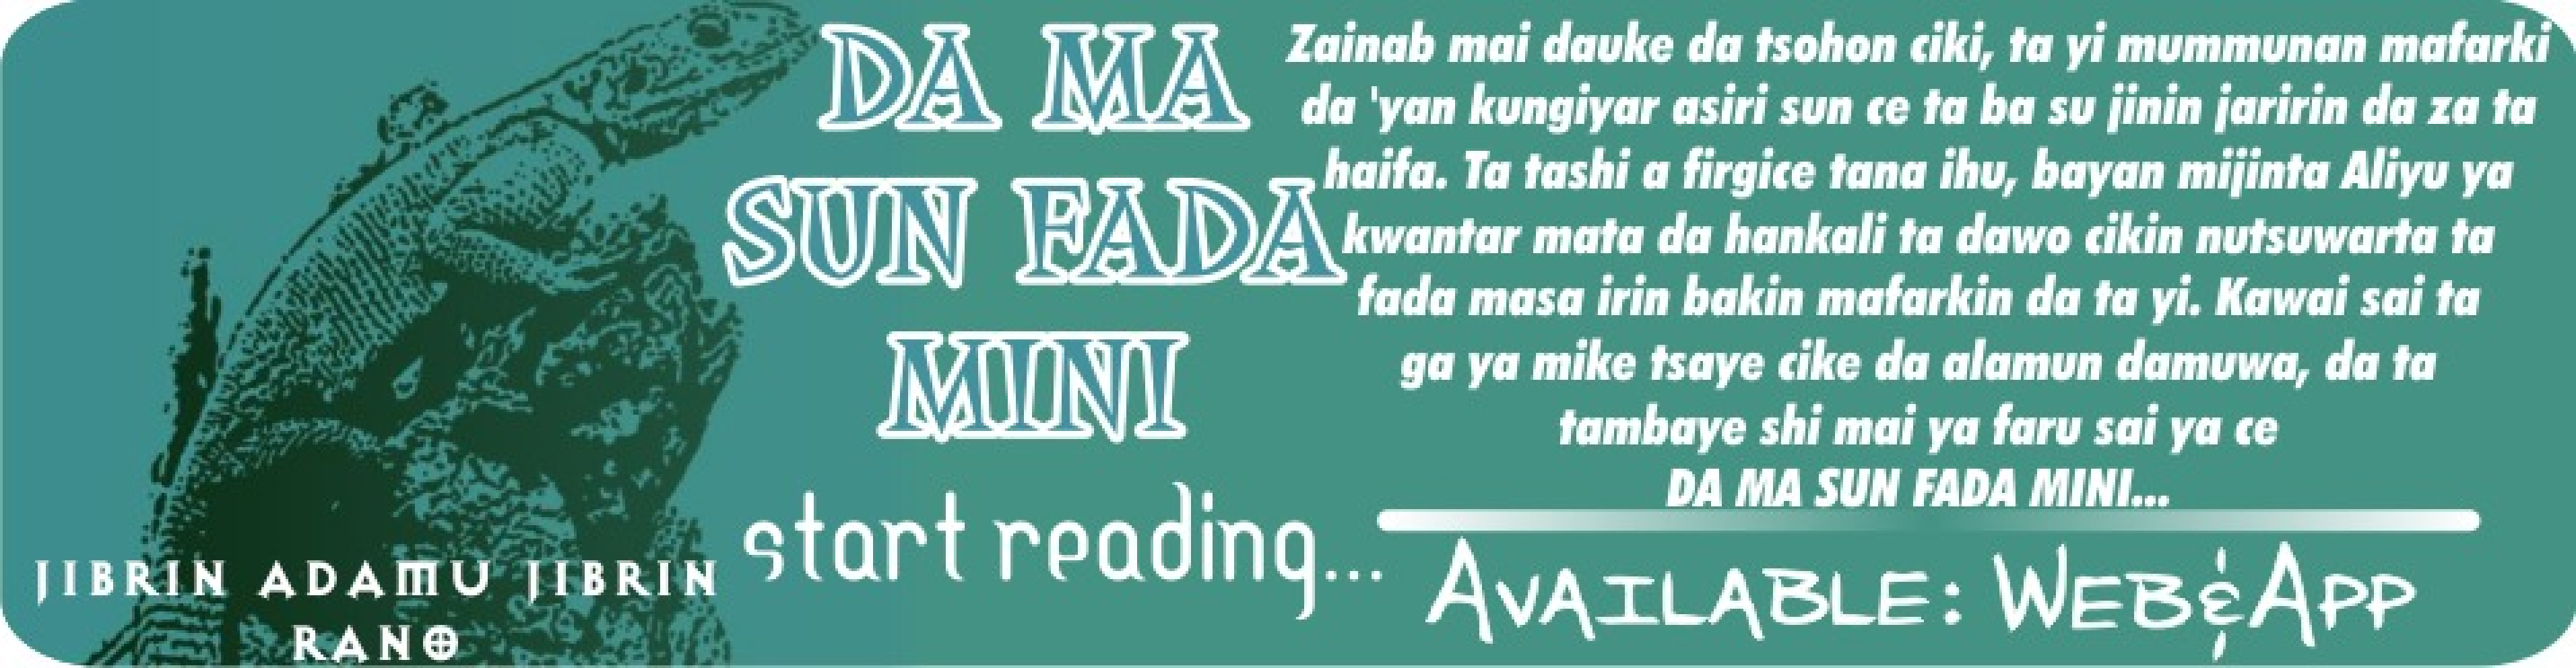 DA MA
SUN FADA
MINI
start reading...
JIBRIN ADAMU JIBRIN
RANO
Zainab mai dauke da tsohon ciki, ta yi mummunan mafarki
da 'yan kungiyar asiri sun ce ta ba su jinin jaririn da za ta
haifa. Ta tashi a firgice tana ihu, bayan mijinta Aliyu ya
kwantar mata da hankali ta dawo cikin nutsuwarta ta
fada masa irin bakin mafarkin da ta yi. Kawai sai ta
ga ya mike tsaye cike da alamun damuwa, da ta
tambaye shi mai ya faru sai ya ce
DA MA SUN FADA MINI...
AVAILABLE: WEB&APP